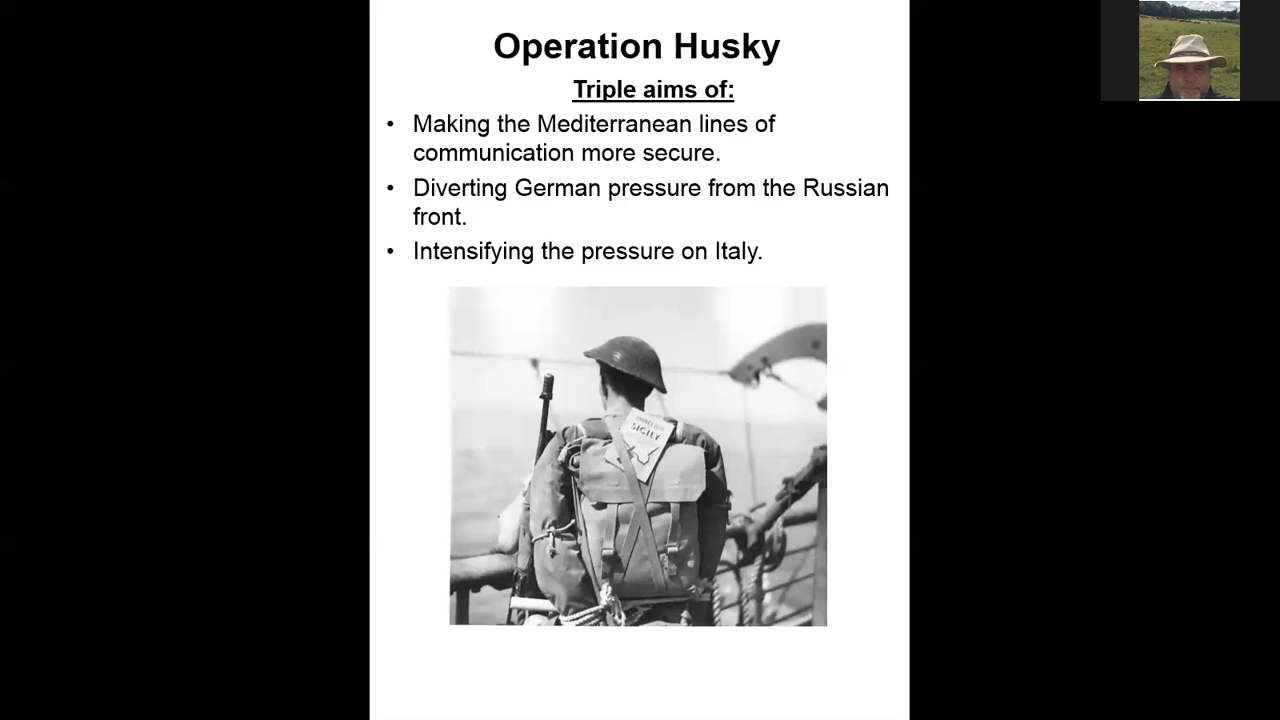 Operation Husky
Triple aims of:
• Making the Mediterranean lines of
communication more secure.
• Diverting German pressure from the Russian
front.
• Intensifying the pressure on Italy.
SICILY